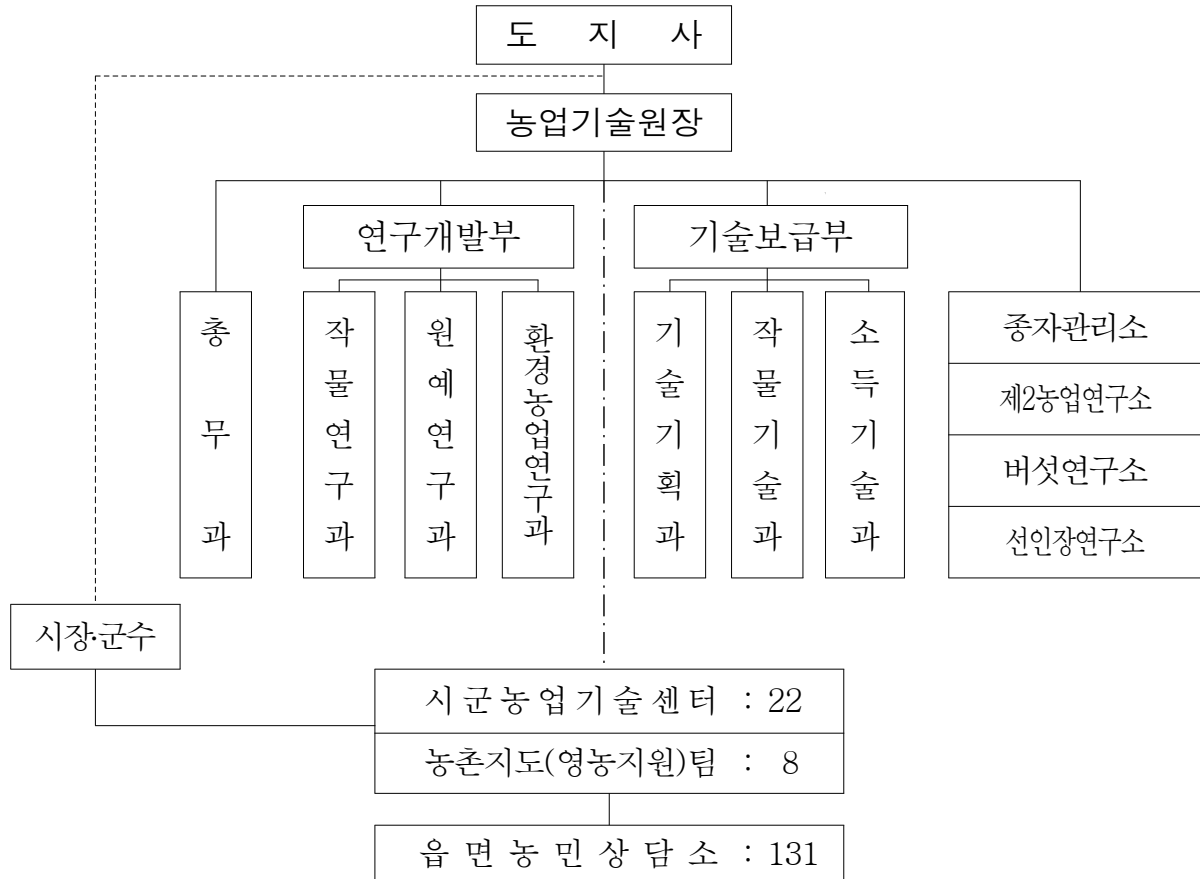 도 지 사
농업기술원장
연구개발부
기술보급부
총무과
작물연구과
원예연구과
환경농업연구과
기술기획과
작물기술과
소득기술과
종자관리소
제2농업연구소
버섯연구소
선인장연구소
시장·군수
시군농업기술센터 : 22
농촌지도(영농지원)팀 : 8
읍면농민상담소 : 131